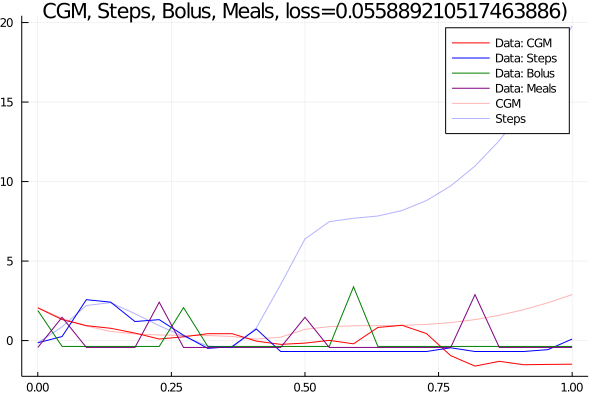 CGM, Steps, Bolus, Meals, loss=0.055889210517463886)
20
15
10
5
0
Data: CGM
Data: Steps
Data: Bolus
Data: Meals
CGM
Steps
0.00 0.25 0.50 0.75 1.00